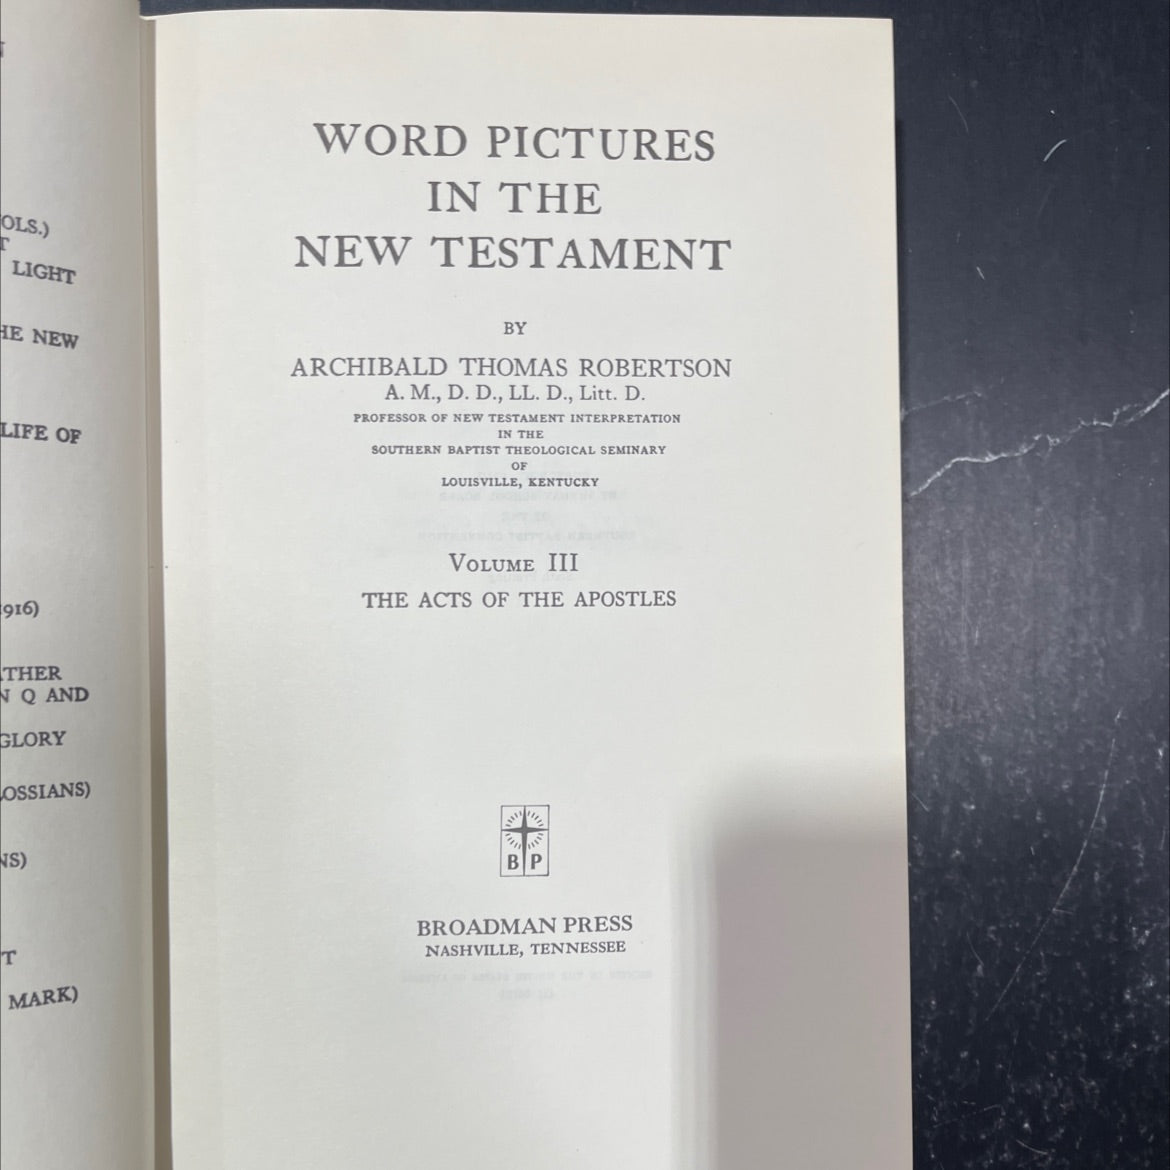 OLS.)
LIGHT
HE NEW
LIFE OF
916)
N Q AND
GLORY
OSSIANS)
NS)
T
MARK)
WORD PICTURES
IN THE
NEW TESTAMENT
BY
ARCHIBALD THOMAS ROBERTSON
A. M., D. D., LL. D., Litt. D.
PROFESSOR OF NEW TESTAMENT INTERPRETATION
IN THE
SOUTHERN BAPTIST THEOLOGICAL SEMINARY
OF
LOUISVILLE, KENTUCKY
VOLUME III
THE ACTS OF THE APOSTLES
B P
BROADMAN PRESS
NASHVILLE, TENNESSEE